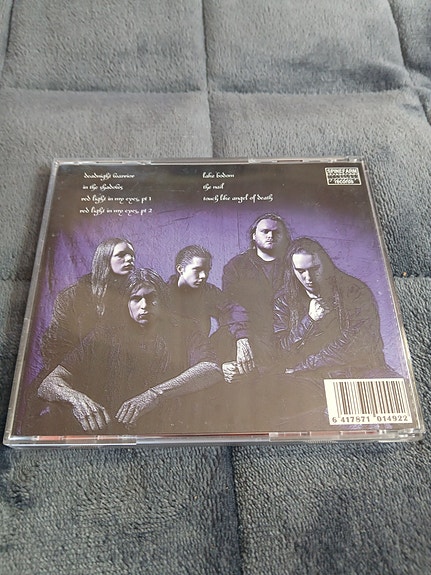 deadnight warrior
in the shadows
red light in my eyes, pt 1
red light in my eyes, pt 2
lake bodom
the nail
touch like angel of death
SPINEFARM
RECORDS
6 417871 014922